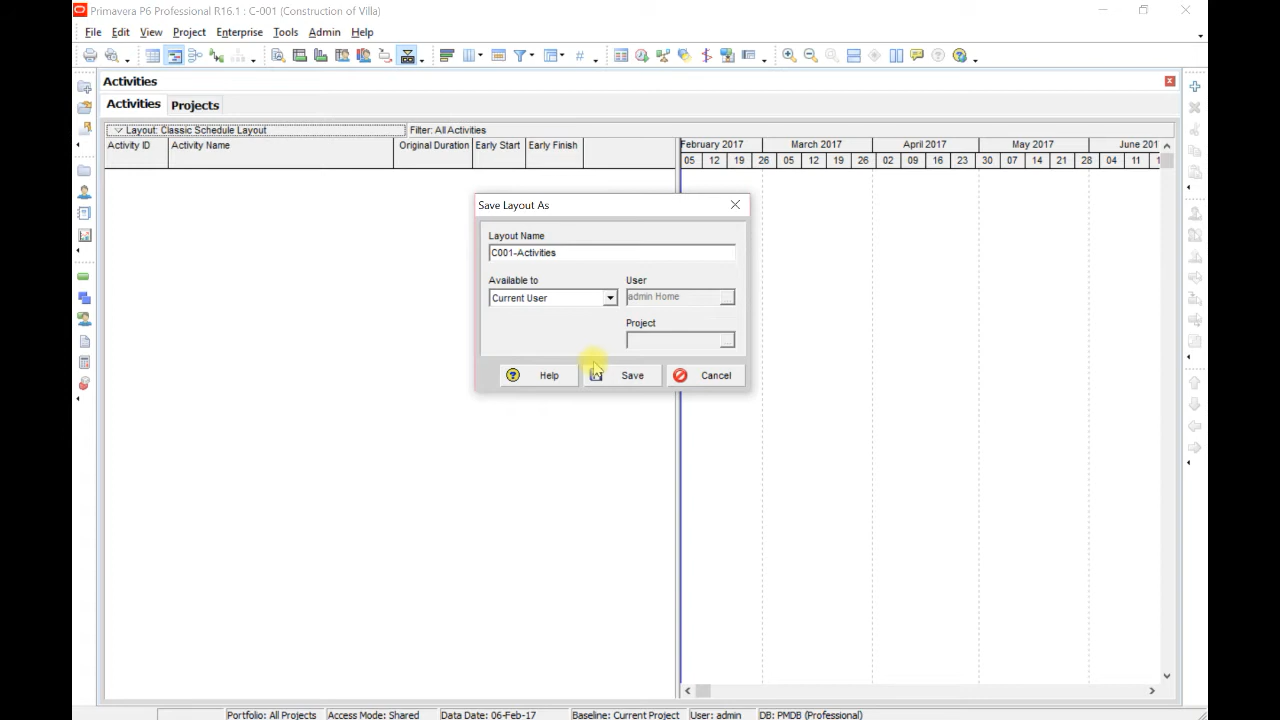 Primavera P6 Professional R16.1 : C-001 (Construction of Villa)
File Edit View Project Enterprise Tools Admin Help
Activities
Activities Projects
Layout: Classic Schedule Layout Filter: All Activities
Activity ID Activity Name Original Duration Early Start Early Finish
February 2017 March 2017 April 2017 May 2017 June 201
05 12 19 26 05 12 19 26 02 09 16 23 30 07 14 21 28 04 11 1
Save Layout As
Layout Name
C001-Activities
Available to User
Current User admin Home
Project
Help Save Cancel
Portfolio: All Projects Access Mode: Shared Data Date: 06-Feb-17 Baseline: Current Project User: admin DB: PMDB (Professional)